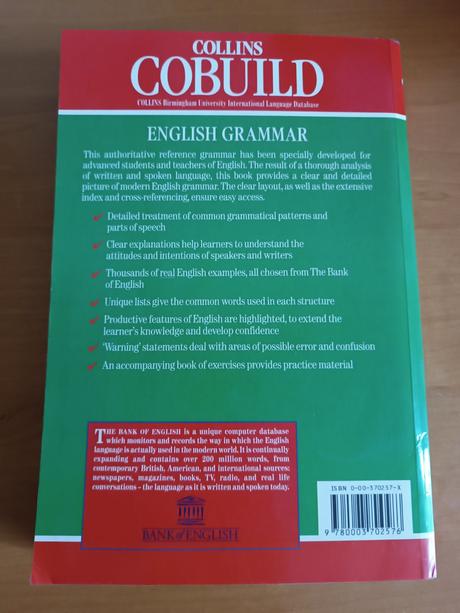 COLLINS
COBUILD
COLLINS Birmingham University International Language Database
ENGLISH GRAMMAR
This authoritative reference grammar has been specially developed for
advanced students and teachers of English. The result of a thorough analysis
of written and spoken language, this book provides a clear and detailed
picture of modern English grammar. The clear layout, as well as the extensive
index and cross-referencing, ensure easy access.
Detailed treatment of common grammatical patterns and
parts of speech
Clear explanations help learners to understand the
attitudes and intentions of speakers and writers
Thousands of real English examples, all chosen from The Bank
of English
Unique lists give the common words used in each structure
Productive features of English are highlighted, to extend the
learner's knowledge and develop confidence
'Warning' statements deal with areas of possible error and confusion
An accompanying book of exercises provides practice material
THE BANK OF ENGLISH is a unique computer database
which monitors and records the way in which the English
language is actually used in the modern world. It is continually
expanding and contains over 200 million words, from
contemporary British, American, and international sources:
newspapers, magazines, books, TV, radio, and real life
conversations – the language as it is written and spoken today.
BANK of ENGLISH
ISBN 0-00-370257-X
9 780003 702576